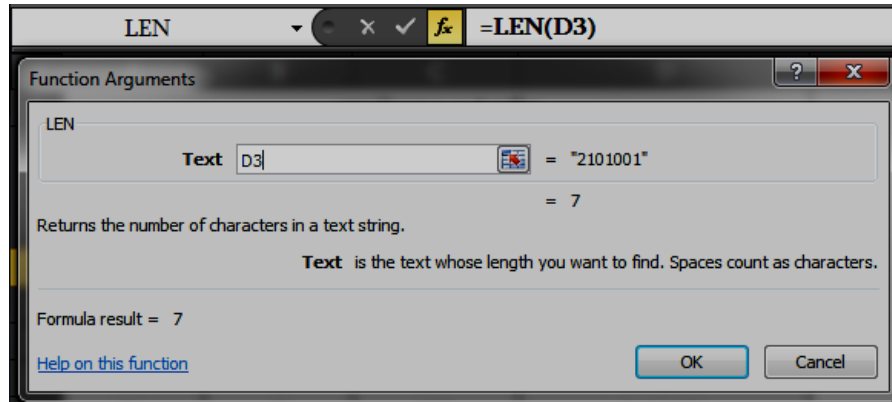 LEN fx =LEN(D3)
Function Arguments ? X
LEN
Text D3 = "2101001"
= 7
Returns the number of characters in a text string.
Text is the text whose length you want to find. Spaces count as characters.
Formula result = 7
Help on this function OK Cancel